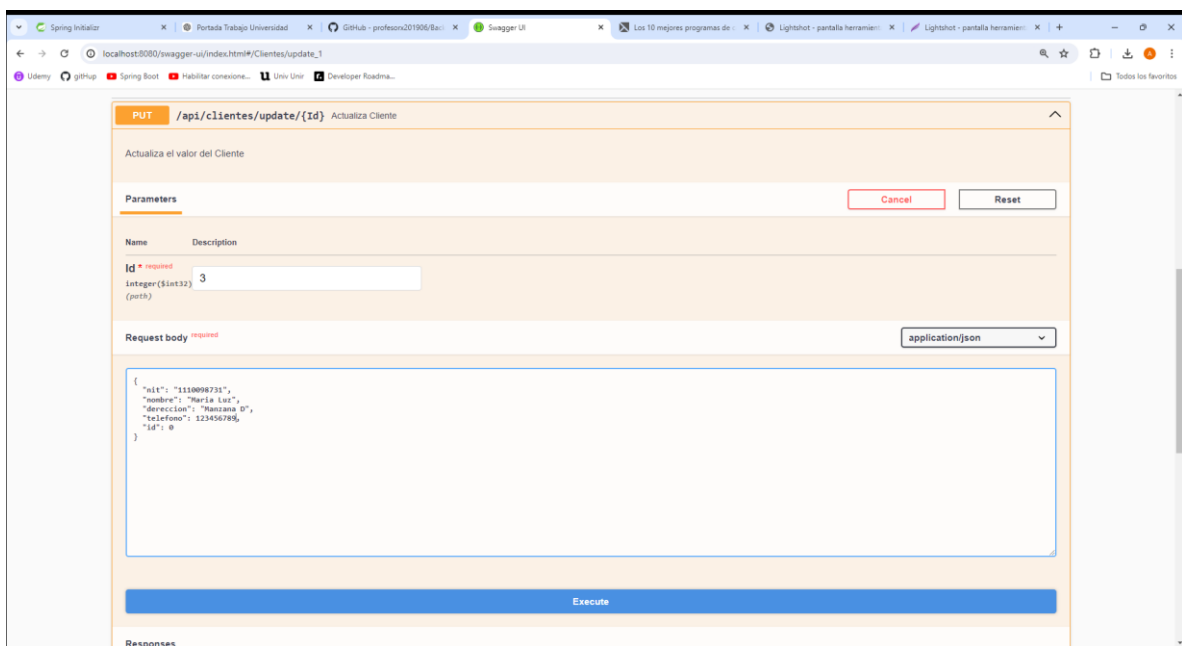 Spring Initializr
Portada Trabajo Universidad
GitHub - profesorx201906/Back
Swagger UI
Los 10 mejores programas de c
Lightshot - pantalla herramient
Lightshot - pantalla herramient
localhost:8080/swagger-ui/index.html#/Clientes/update_1
Udemy gitHup Spring Boot Habilitar conexione... Univ Unir Developer Roadma... Todos los favoritos
PUT /api/clientes/update/{Id} Actualiza Cliente
Actualiza el valor del Cliente
Parameters Cancel Reset
Name Description
Id * required
integer($int32) 3
(path)
Request body required application/json
{
"nit": "1110098731",
"nombre": "Maria Luz",
"dereccion": "Manzana D",
"telefono": 123456789,
"id": 0
}
Execute
Responses